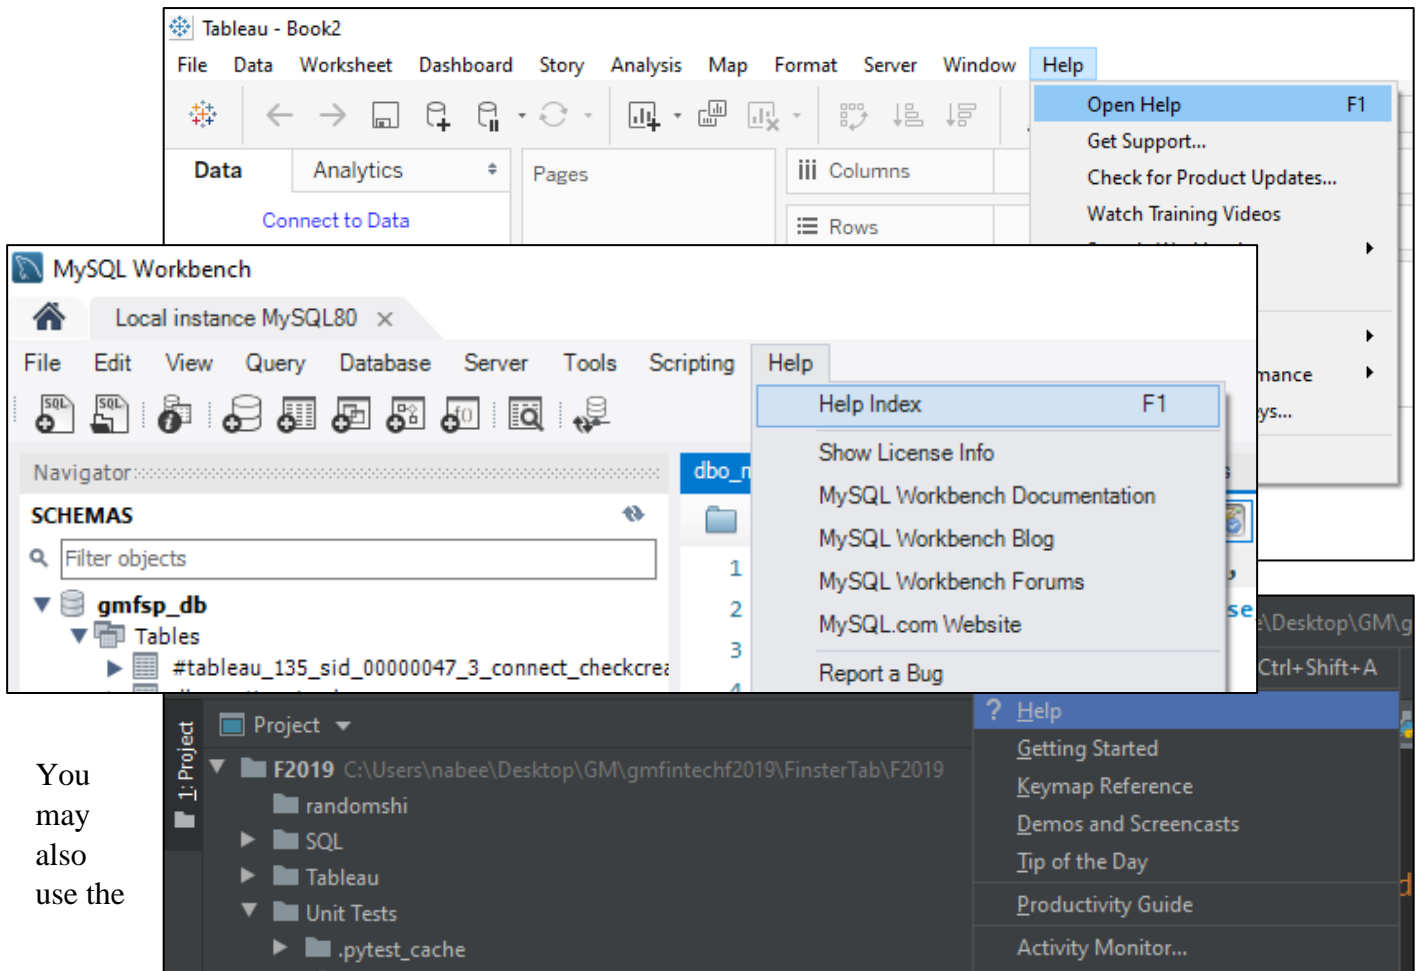 Tableau - Book2
File Data Worksheet Dashboard Story Analysis Map Format Server Window Help
Open Help F1
Get Support...
Check for Product Updates...
Watch Training Videos
Data Analytics Pages Columns
Connect to Data
Rows
mance
ys...
MySQL Workbench
Local instance MySQL80
File Edit View Query Database Server Tools Scripting Help
Help Index F1
Show License Info
MySQL Workbench Documentation
MySQL Workbench Blog
MySQL Workbench Forums
MySQL.com Website
Report a Bug
Navigator
SCHEMAS
Filter objects
gmfsp_db
Tables
#tableau_135_sid_00000047_3_connect_checkcrea
dbo_n
1
2
3
se
\Desktop\GM\g
Ctrl+Shift+A
1: Project
Project
F2019 C:\Users\nabee\Desktop\GM\gmfintechf2019\FinsterTab\F2019
randomshi
SQL
Tableau
Unit Tests
.pytest_cache
? Help
Getting Started
Keymap Reference
Demos and Screencasts
Tip of the Day
Productivity Guide
Activity Monitor...
You
may
also
use the